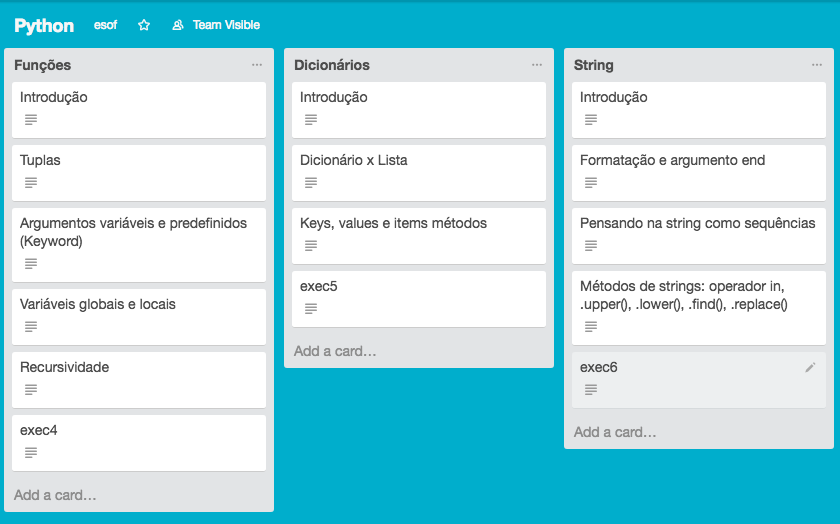 Python esof Team Visible
Funções
Introdução
Tuplas
Argumentos variáveis e predefinidos
(Keyword)
Variáveis globais e locais
Recursividade
exec4
Add a card…
Dicionários
Introdução
Dicionário x Lista
Keys, values e items métodos
exec5
Add a card…
String
Introdução
Formatação e argumento end
Pensando na string como sequências
Métodos de strings: operador in,
.upper(), .lower(), .find(), .replace()
exec6
Add a card…